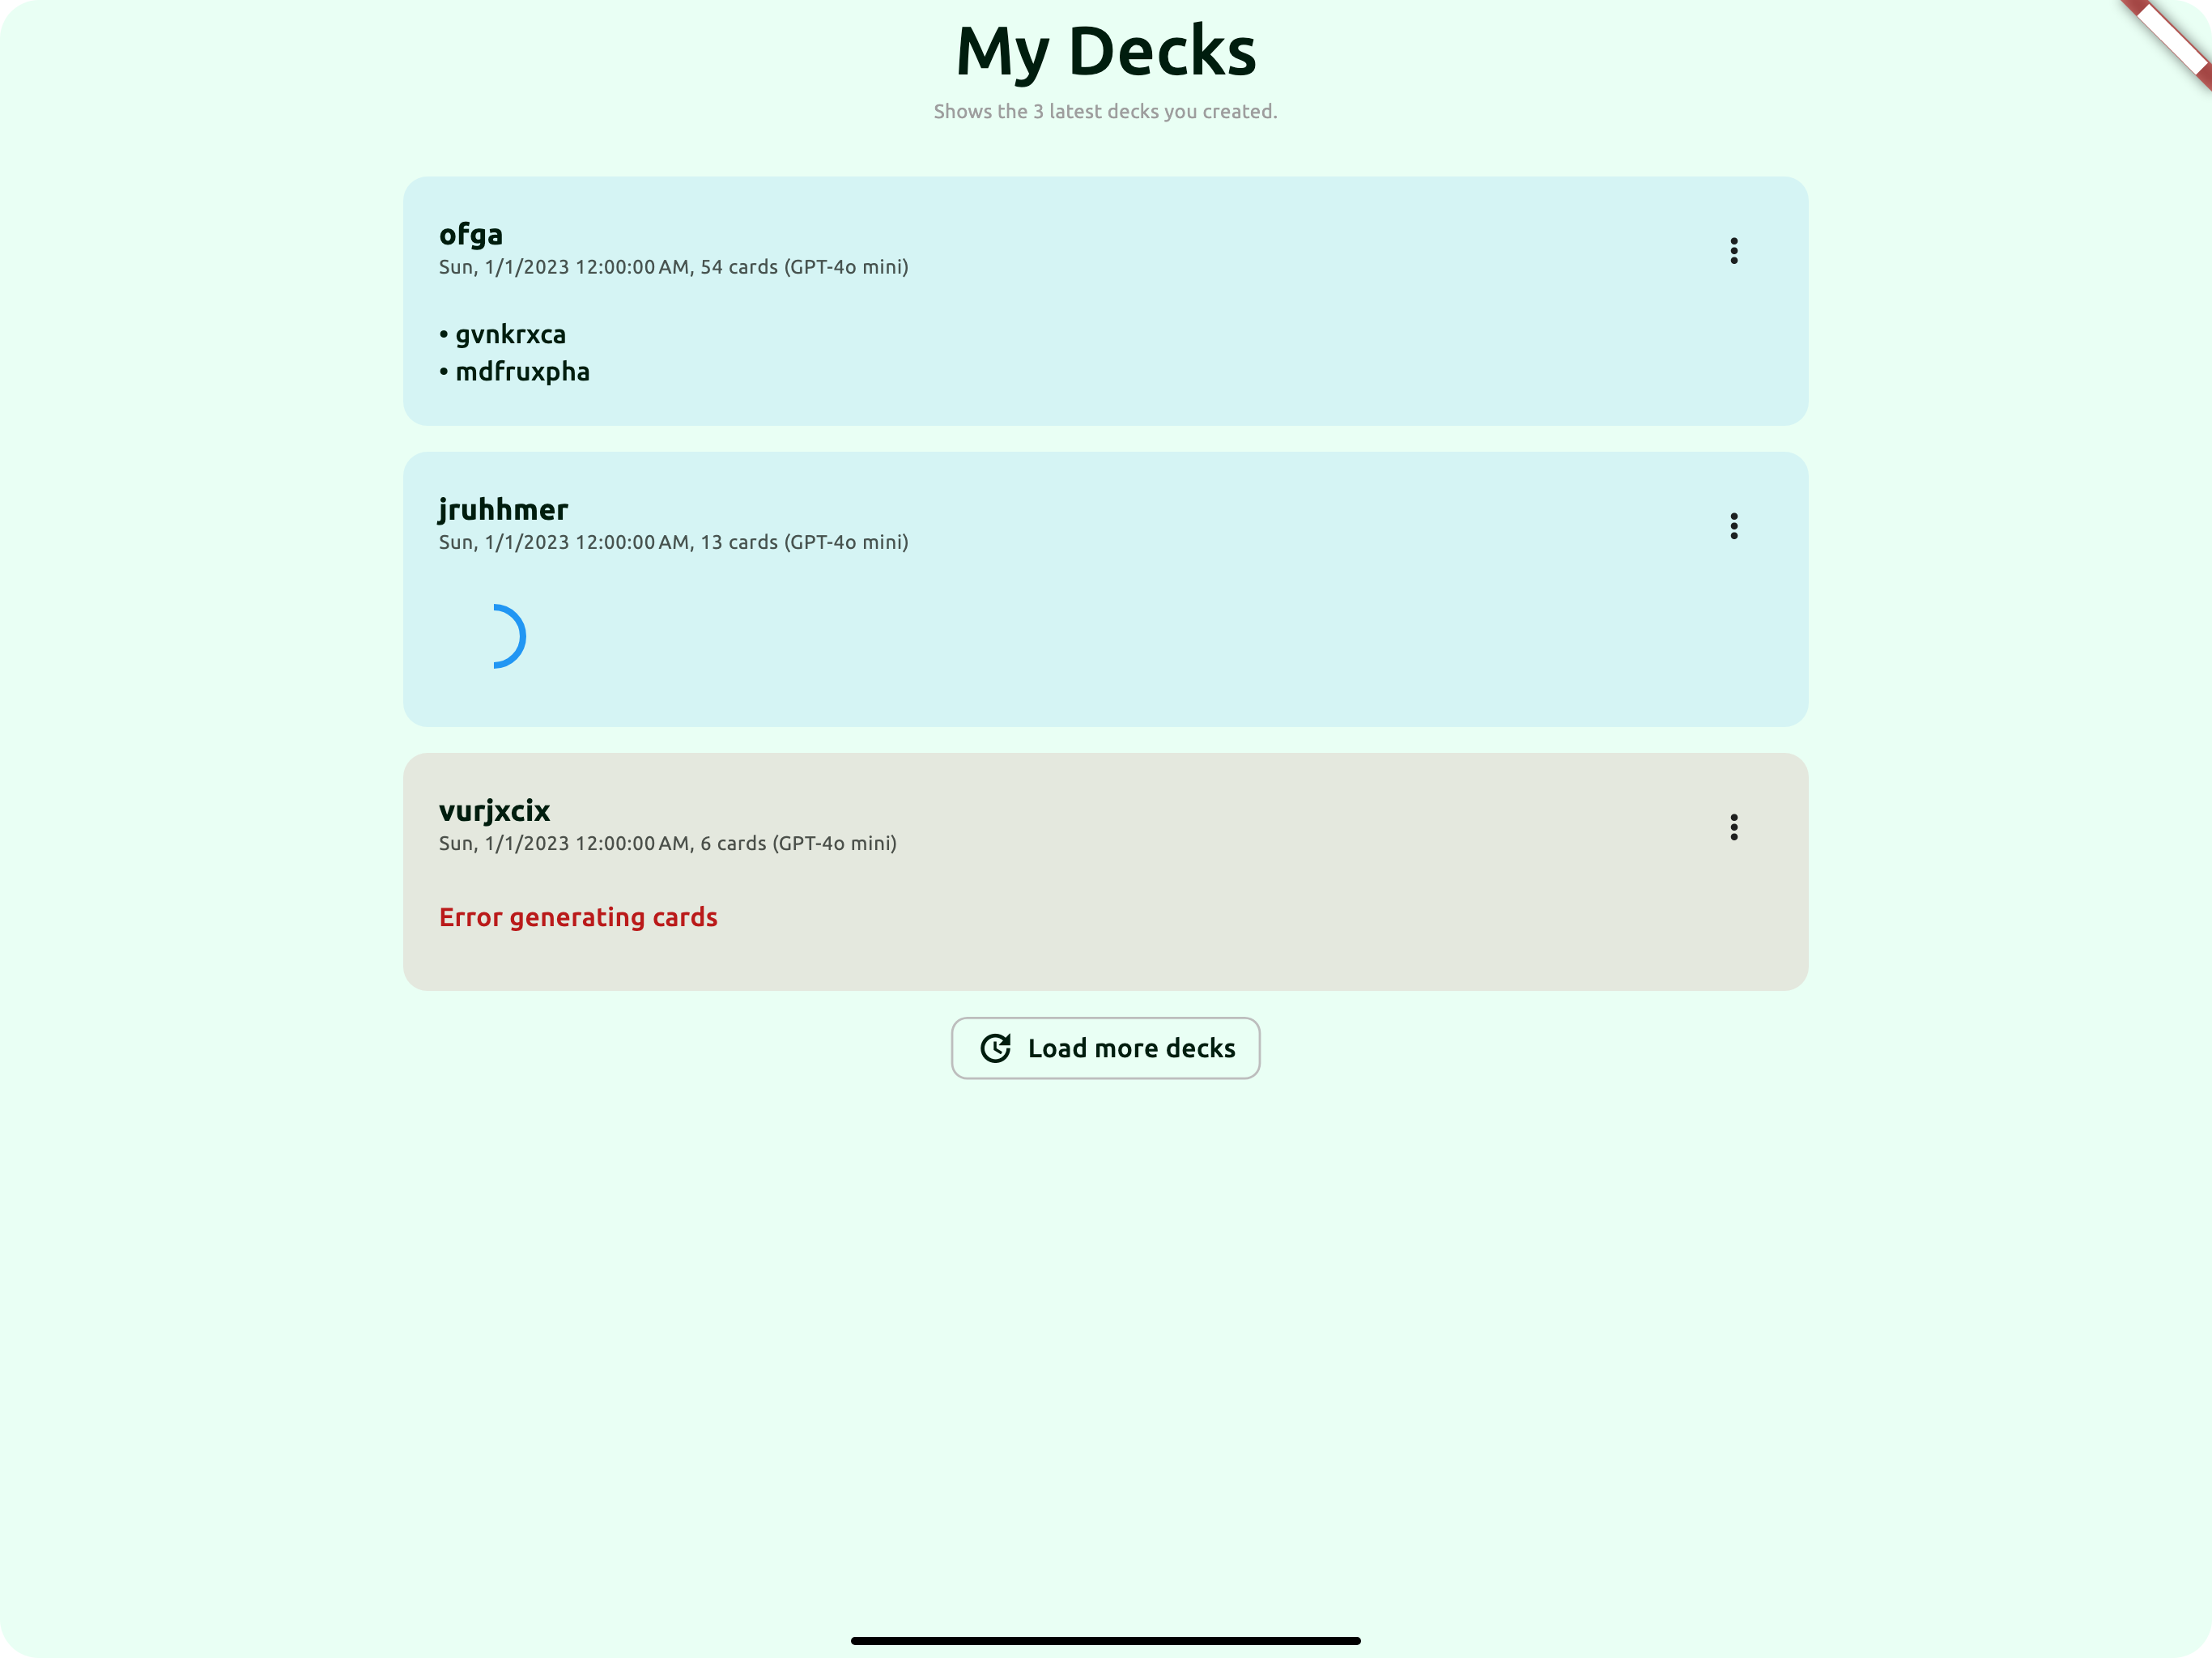 My Decks
Shows the 3 latest decks you created.
ofga
Sun, 1/1/2023 12:00:00 AM, 54 cards (GPT-4o mini)
• gvnkrxca
• mdfruxpha
jruhhmer
Sun, 1/1/2023 12:00:00 AM, 13 cards (GPT-4o mini)
vurjxcix
Sun, 1/1/2023 12:00:00 AM, 6 cards (GPT-4o mini)
Error generating cards
Load more decks